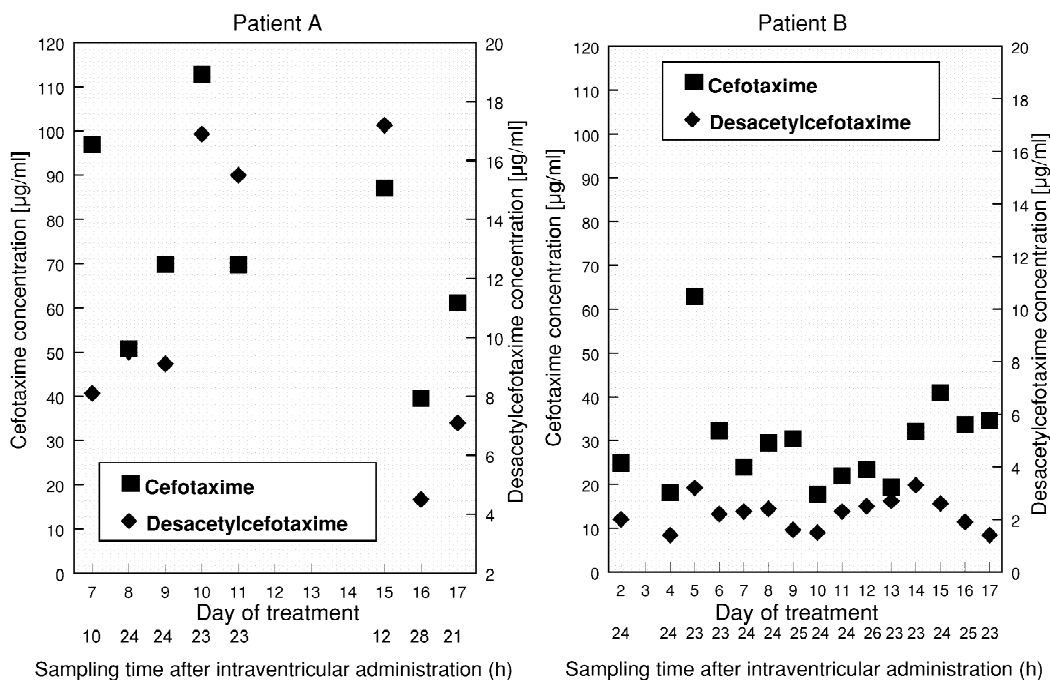 Patient A
120
110
100
90
80
70
60
50
40
30
20
10
0
Cefotaxime concentration [µg/ml]
20
18
16
14
12
10
8
6
4
2
Desacetylcefotaxime concentration [µg/ml]
Cefotaxime
Desacetylcefotaxime
7 8 9 10 11 12 13 14 15 16 17
Day of treatment
10 24 24 23 23 12 28 21
Sampling time after intraventricular administration (h)
Patient B
120
110
100
90
80
70
60
50
40
30
20
10
0
Cefotaxime concentration [µg/ml]
20
18
16
14
12
10
8
6
4
2
0
Desacetylcefotaxime concentration [µg/ml]
Cefotaxime
Desacetylcefotaxime
2 3 4 5 6 7 8 9 10 11 12 13 14 15 16 17
Day of treatment
24 24 23 23 24 24 25 24 24 26 23 23 24 25 23
Sampling time after intraventricular administration (h)